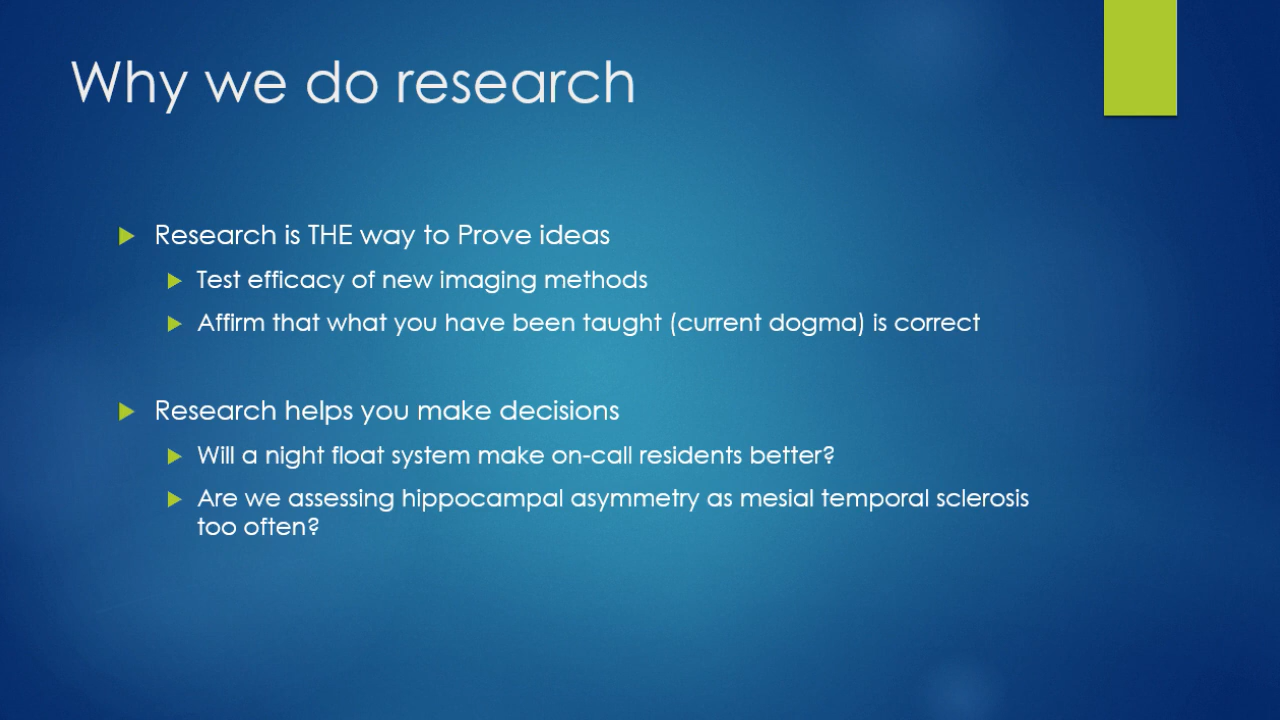 Why we do research
Research is THE way to Prove ideas
Test efficacy of new imaging methods
Affirm that what you have been taught (current dogma) is correct
Research helps you make decisions
Will a night float system make on-call residents better?
Are we assessing hippocampal asymmetry as mesial temporal sclerosis
too often?